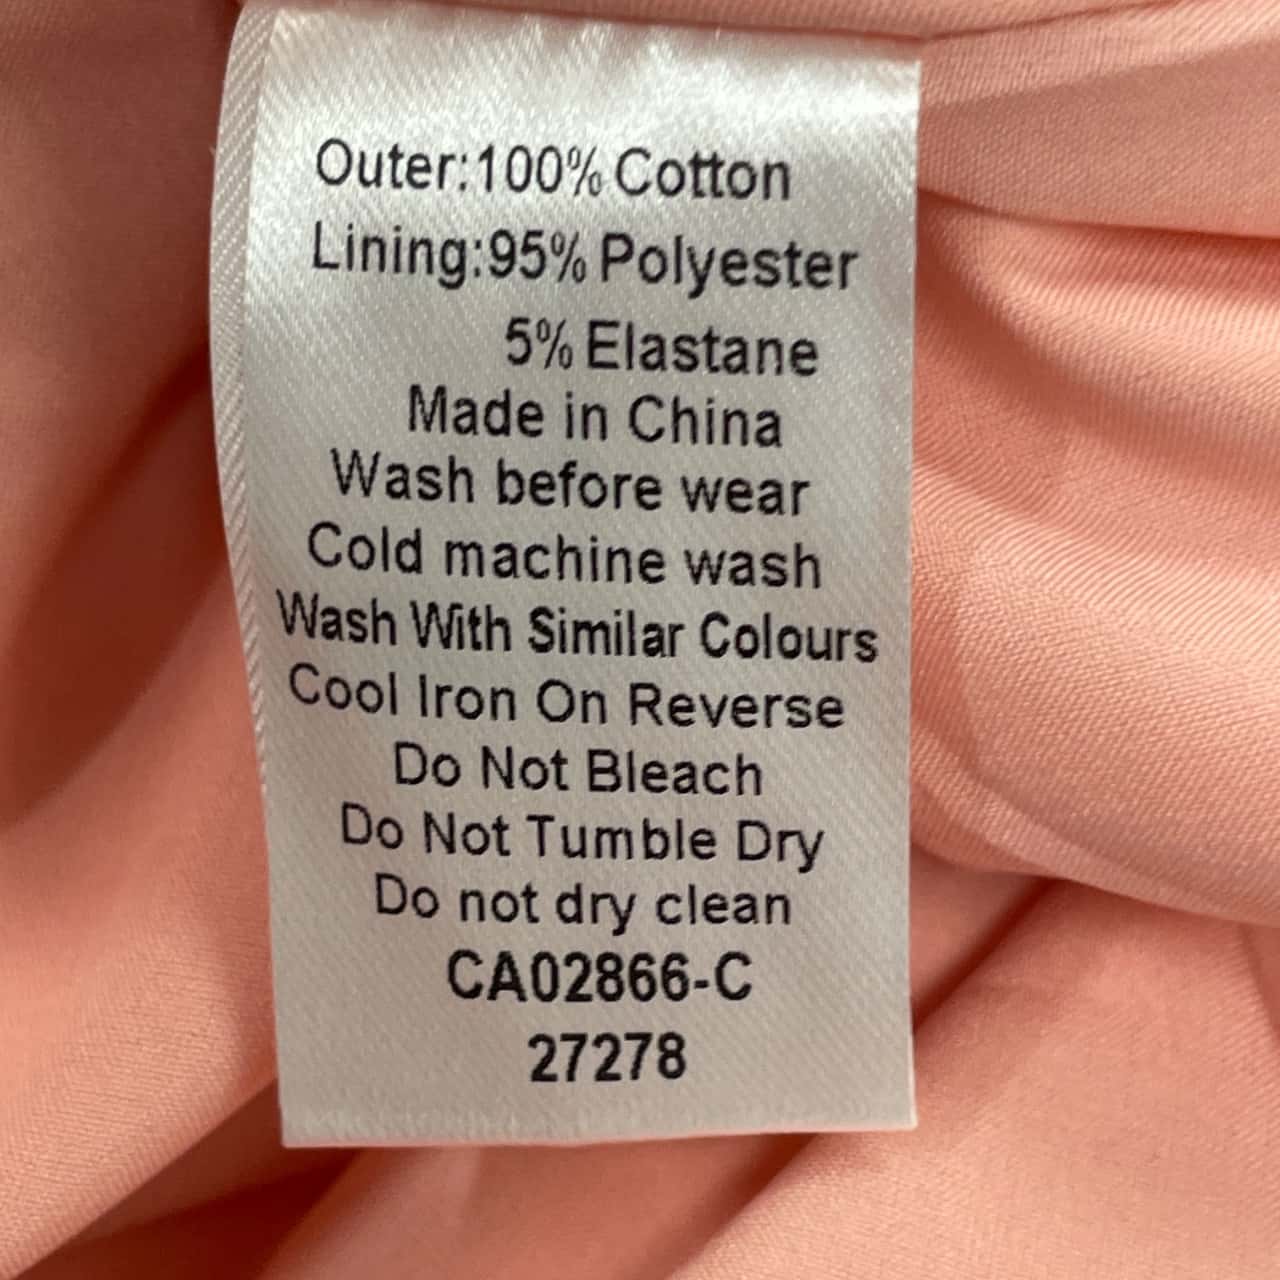 Outer:100% Cotton
Lining:95% Polyester
5% Elastane
Made in China
Wash before wear
Cold machine wash
Wash With Similar Colours
Cool Iron On Reverse
Do Not Bleach
Do Not Tumble Dry
Do not dry clean
CA02866-C
27278